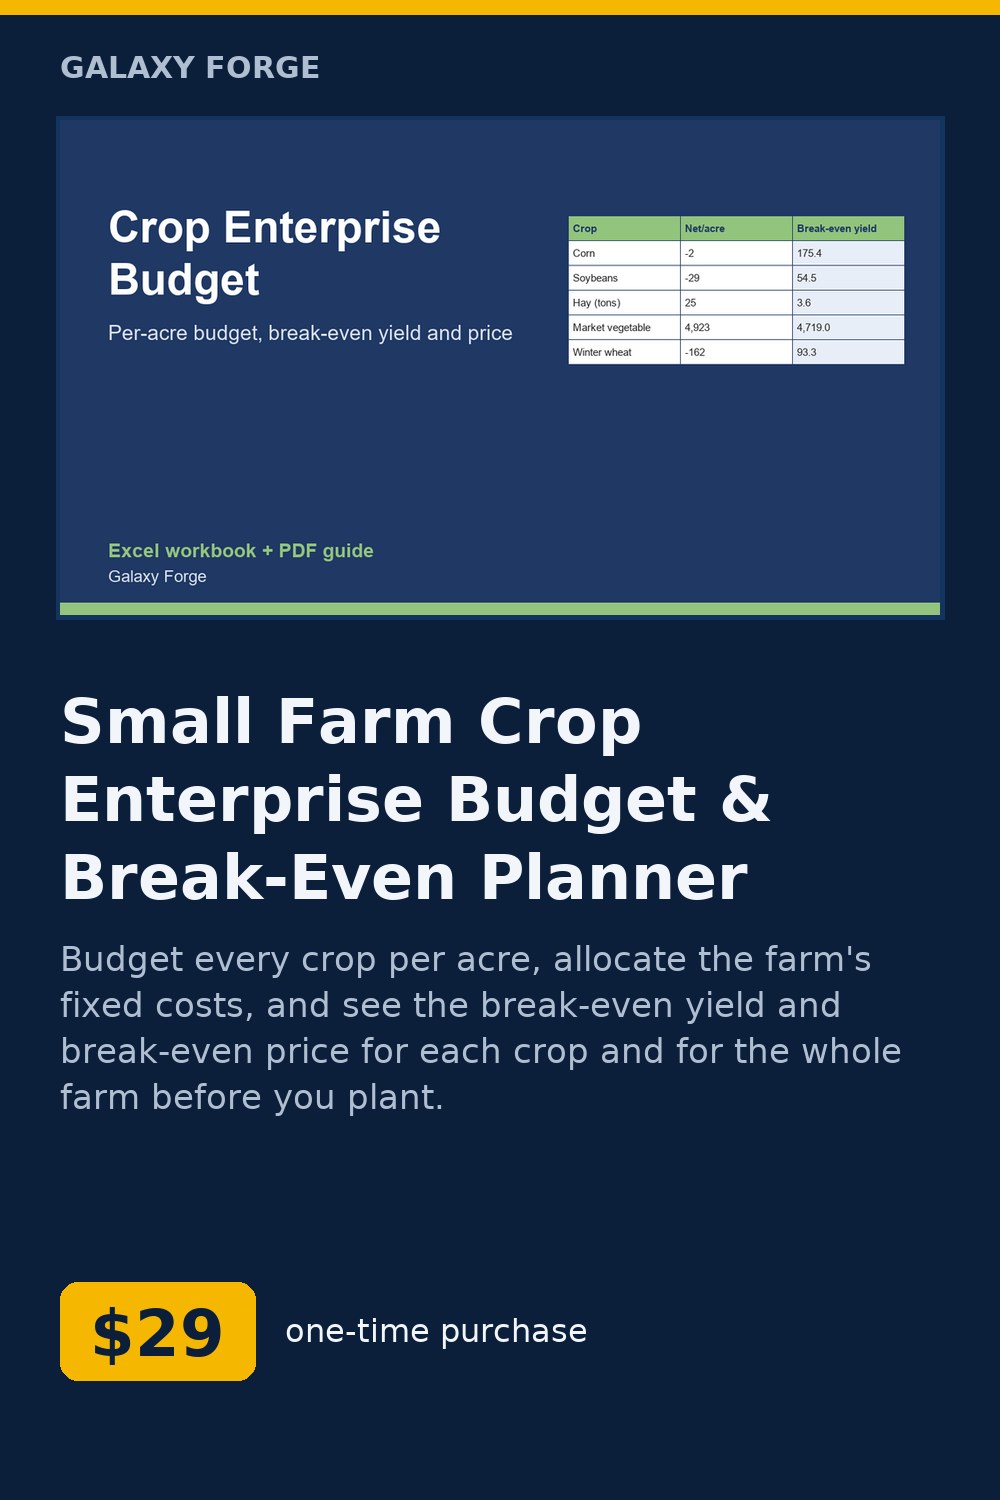 GALAXY FORGE
Crop Enterprise
Budget
Per-acre budget, break-even yield and price
Crop Net/acre Break-even yield
Corn -2 175.4
Soybeans -29 54.5
Hay (tons) 25 3.6
Market vegetable 4,923 4,719.0
Winter wheat -162 93.3
Excel workbook + PDF guide
Galaxy Forge
Small Farm Crop
Enterprise Budget &
Break-Even Planner
Budget every crop per acre, allocate the farm's
fixed costs, and see the break-even yield and
break-even price for each crop and for the whole
farm before you plant.
$29 one-time purchase